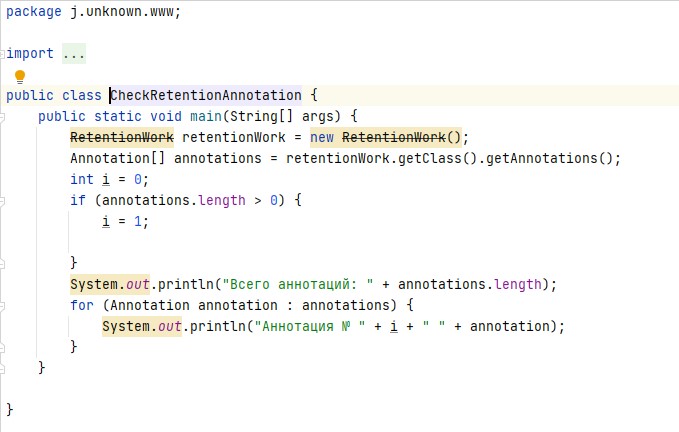 package j.unknown.www;
import ...
public class CheckRetentionAnnotation {
public static void main(String[] args) {
RetentionWork retentionWork = new RetentionWork();
Annotation[] annotations = retentionWork.getClass().getAnnotations();
int i = 0;
if (annotations.length > 0) {
i = 1;
}
System.out.println("Всего аннотаций: " + annotations.length);
for (Annotation annotation : annotations) {
System.out.println("Аннотация № " + i + " " + annotation);
}
}
}